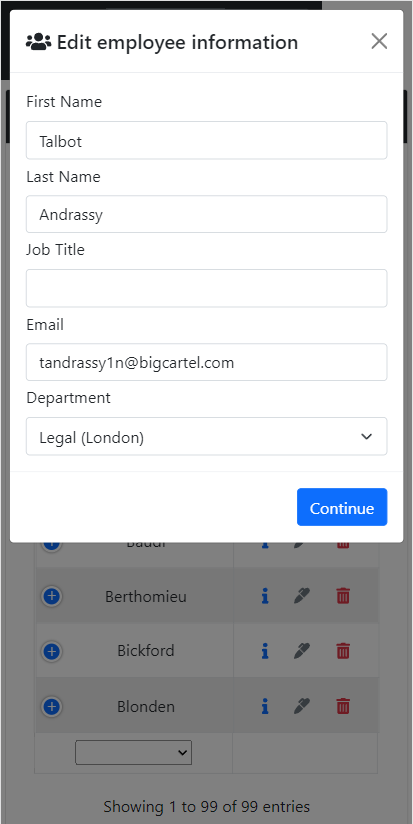 Edit employee information
First Name
Talbot
Last Name
Andrassy
Job Title
Email
tandrassy1n@bigcartel.com
Department
Legal (London)
Continue
Berthomieu
Bickford
Blonden
Showing 1 to 99 of 99 entries